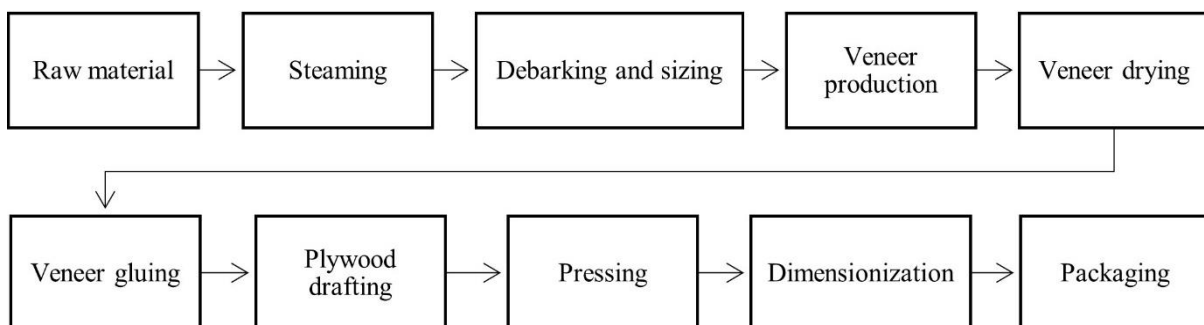 Raw material
Steaming
Debarking and sizing
Veneer
production
Veneer drying
Veneer gluing
Plywood
drafting
Pressing
Dimensionization
Packaging